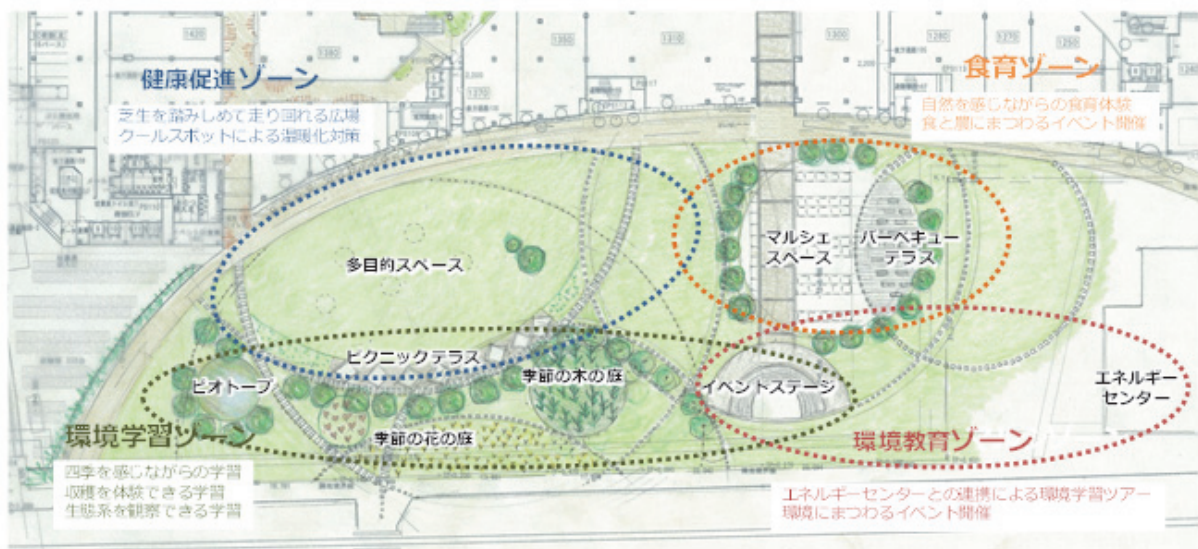 健康促進ゾーン
芝生を踏みしめて走り回れる広場
クールスポットによる温暖化対策
食育ゾーン
自然を感じながらの食育体験
食と農にまつわるイベント開催
多目的スペース
マルシェ
スペース
バーベキュー
テラス
ピクニックテラス
ビオトープ
季節の木の庭
イベントステージ
エネルギー
センター
環境学習ゾーン
季節の花の庭
環境教育ゾーン
四季を感じながらの学習
収穫を体験できる学習
生態系を観察できる学習
エネルギーセンターとの連携による環境学習ツアー
環境にまつわるイベント開催
1420
1380
1350
1310
1300
1280
1270
1250